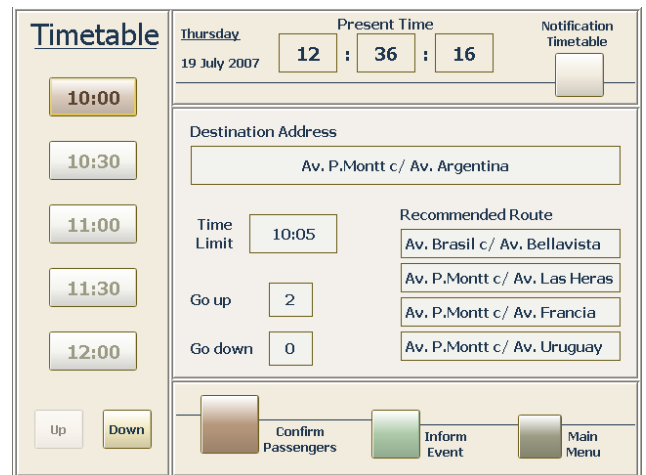 Timetable
10:00
10:30
11:00
11:30
12:00
Up
Down
Thursday
19 July 2007
Present Time
12 : 36 : 16
Notification
Timetable
Destination Address
Av. P.Montt c/ Av. Argentina
Time
Limit
10:05
Go up
2
Go down
0
Recommended Route
Av. Brasil c/ Av. Bellavista
Av. P.Montt c/ Av. Las Heras
Av. P.Montt c/ Av. Francia
Av. P.Montt c/ Av. Uruguay
Confirm
Passengers
Inform
Event
Main
Menu